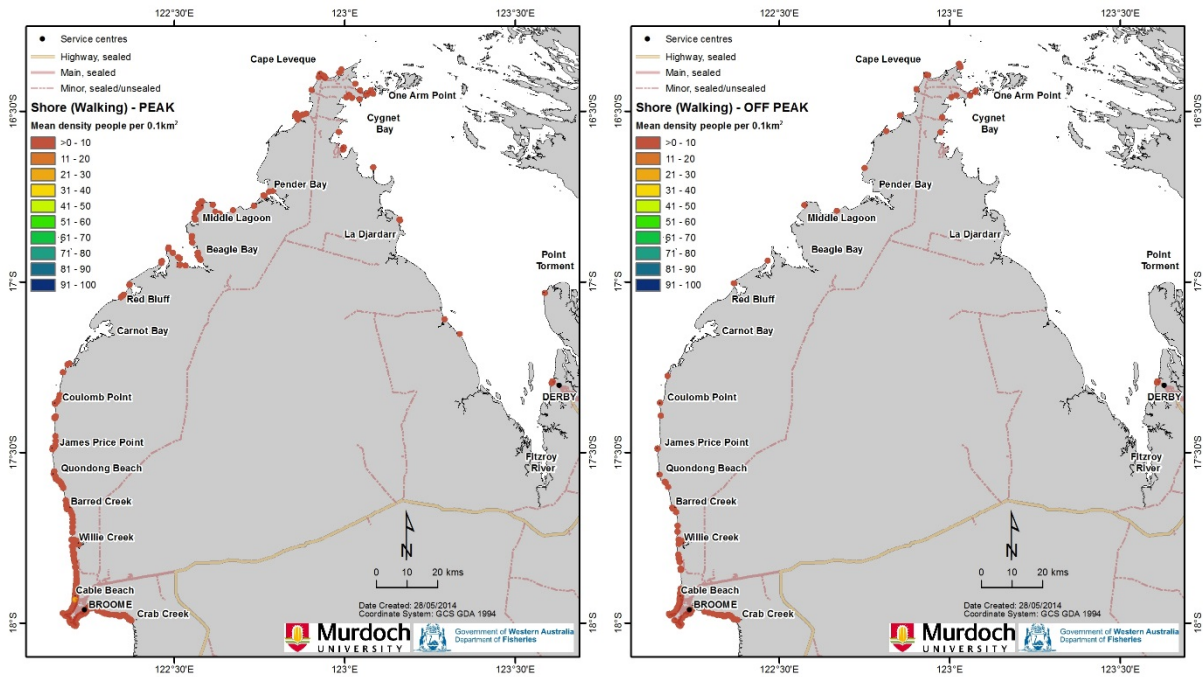 122°30'E 123°E 123°30'E
Service centres
Highway, sealed
Main, sealed
Minor, sealed/unsealed
Shore (Walking) - PEAK
Mean density people per 0.1km²
>0 - 10
11 - 20
21 - 30
31 - 40
41 - 50
51 - 60
61 - 70
71 - 80
81 - 90
91 - 100
Cape Leveque
One Arm Point
Cygnet
Bay
Pender Bay
Middle Lagoon
La Djardarr
Beagle Bay
Point
Torment
Red Bluff
Carnot Bay
DERBY
Coulomb Point
James Price Point
Fitzroy
River
Quondong Beach
Barred Creek
Willie Creek
Cable Beach
BROOME
Crab Creek
N
0 10 20 kms
Date Created: 28/05/2014
Coordinate System: GCS GDA 1994
Murdoch
UNIVERSITY
Government of Western Australia
Department of Fisheries
16°30'S
17°S
17°30'S
18°S
122°30'E 123°E 123°30'E
122°30'E 123°E 123°30'E
Service centres
Highway, sealed
Main, sealed
Minor, sealed/unsealed
Shore (Walking) - OFF PEAK
Mean density people per 0.1km²
>0 - 10
11 - 20
21 - 30
31 - 40
41 - 50
51 - 60
61 - 70
71 - 80
81 - 90
91 - 100
Cape Leveque
One Arm Point
Cygnet
Bay
Pender Bay
Middle Lagoon
La Djardarr
Beagle Bay
Point
Torment
Red Bluff
Carnot Bay
DERBY
Coulomb Point
James Price Point
Fitzroy
River
Quondong Beach
Barred Creek
Willie Creek
Cable Beach
BROOME
Crab Creek
N
0 10 20 kms
Date Created: 28/05/2014
Coordinate System: GCS GDA 1994
Murdoch
UNIVERSITY
Government of Western Australia
Department of Fisheries
16°30'S
17°S
17°30'S
18°S
122°30'E 123°E 123°30'E